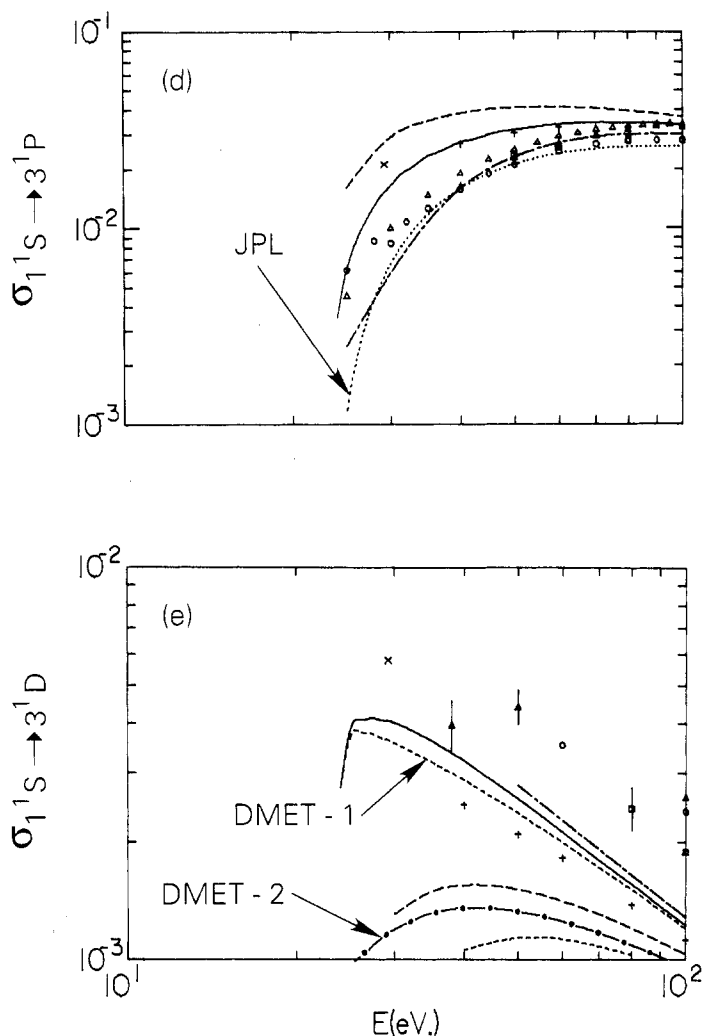 10⁻¹
(d)
σ1¹S→3¹P
10⁻²
JPL
10⁻³
10⁻²
(e)
σ1¹S→3¹D
DMET - 1
DMET - 2
10⁻³
10¹
10²
E(eV.)